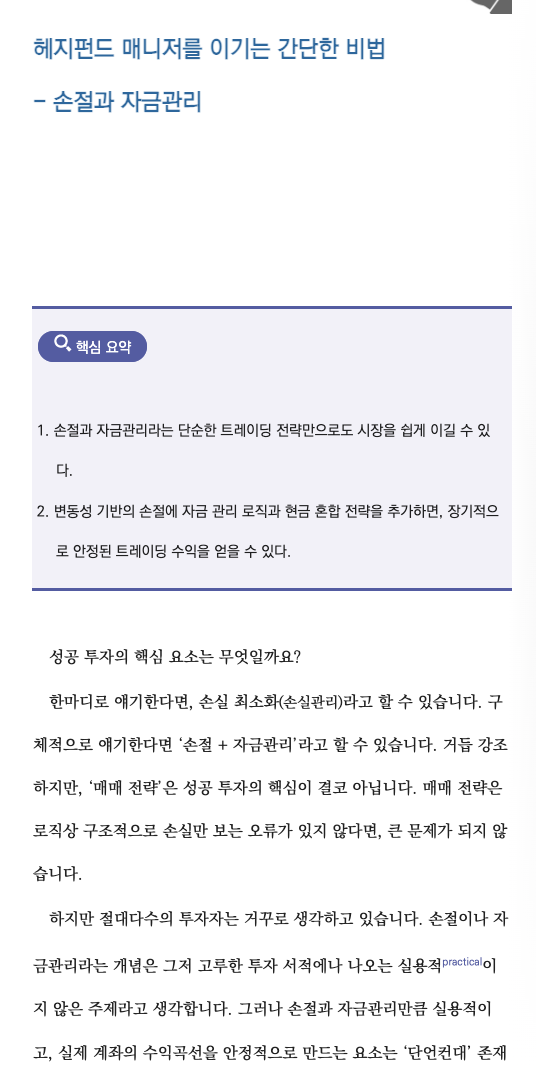 헤지펀드 매니저를 이기는 간단한 비법
- 손절과 자금관리
핵심 요약
1. 손절과 자금관리라는 단순한 트레이딩 전략만으로도 시장을 쉽게 이길 수 있
다.
2. 변동성 기반의 손절에 자금 관리 로직과 현금 혼합 전략을 추가하면, 장기적으
로 안정된 트레이딩 수익을 얻을 수 있다.
성공 투자의 핵심 요소는 무엇일까요?
한마디로 얘기한다면, 손실 최소화(손실관리)라고 할 수 있습니다. 구
체적으로 얘기한다면 ‘손절 + 자금관리’라고 할 수 있습니다. 거듭 강조
하지만, ‘매매 전략’은 성공 투자의 핵심이 결코 아닙니다. 매매 전략은
로직상 구조적으로 손실만 보는 오류가 있지 않다면, 큰 문제가 되지 않
습니다.
하지만 절대다수의 투자자는 거꾸로 생각하고 있습니다. 손절이나 자
금관리라는 개념은 그저 고루한 투자 서적에나 나오는 실용적practical이
지 않은 주제라고 생각합니다. 그러나 손절과 자금관리만큼 실용적이
고, 실제 계좌의 수익곡선을 안정적으로 만드는 요소는 ‘단언컨대’ 존재